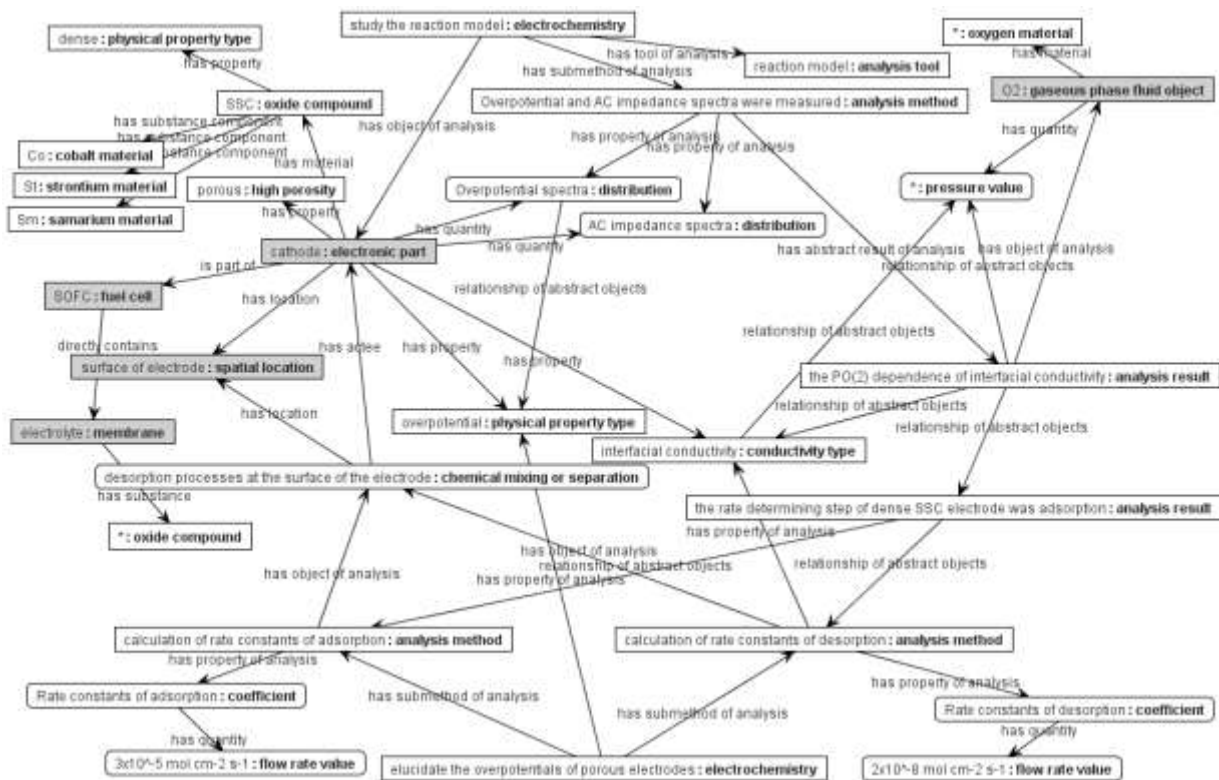 study the reaction model : electrochemistry
* : oxygen material
dense : physical property type
has tool of analysis
has material
has property
has submethod of analysis
reaction model : analysis tool
O2 : gaseous phase fluid object
SSC : oxide compound
Overpotential and AC impedance spectra were measured : analysis method
has substance component
has substance component
has substance component
has object of analysis
has property of analysis
has property of analysis
has quantity
Co : cobalt material
has material
St : strontium material
porous : high porosity
Overpotential spectra : distribution
* : pressure value
Sm : samarium material
has property
has quantity
AC impedance spectra : distribution
cathode : electronic part
has quantity
has abstract result of analysis
has object of analysis
is part of
relationship of abstract objects
relationship of abstract objects
SOFC : fuel cell
has location
relationship of abstract objects
directly contains
has actee
has property
has property
surface of electrode : spatial location
the PO(2) dependence of interfacial conductivity : analysis result
has location
relationship of abstract objects
overpotential : physical property type
relationship of abstract objects
electrolyte : membrane
interfacial conductivity : conductivity type
desorption processes at the surface of the electrode : chemical mixing or separation
has substance
the rate determining step of dense SSC electrode was adsorption : analysis result
* : oxide compound
has property of analysis
has object of analysis
relationship of abstract objects
relationship of abstract objects
has object of analysis
has property of analysis
calculation of rate constants of adsorption : analysis method
calculation of rate constants of desorption : analysis method
has property of analysis
has property of analysis
Rate constants of adsorption : coefficient
has submethod of analysis
has submethod of analysis
Rate constants of desorption : coefficient
has quantity
has quantity
3x10^-5 mol cm-2 s-1 : flow rate value
elucidate the overpotentials of porous electrodes : electrochemistry
2x10^-8 mol cm-2 s-1 : flow rate value